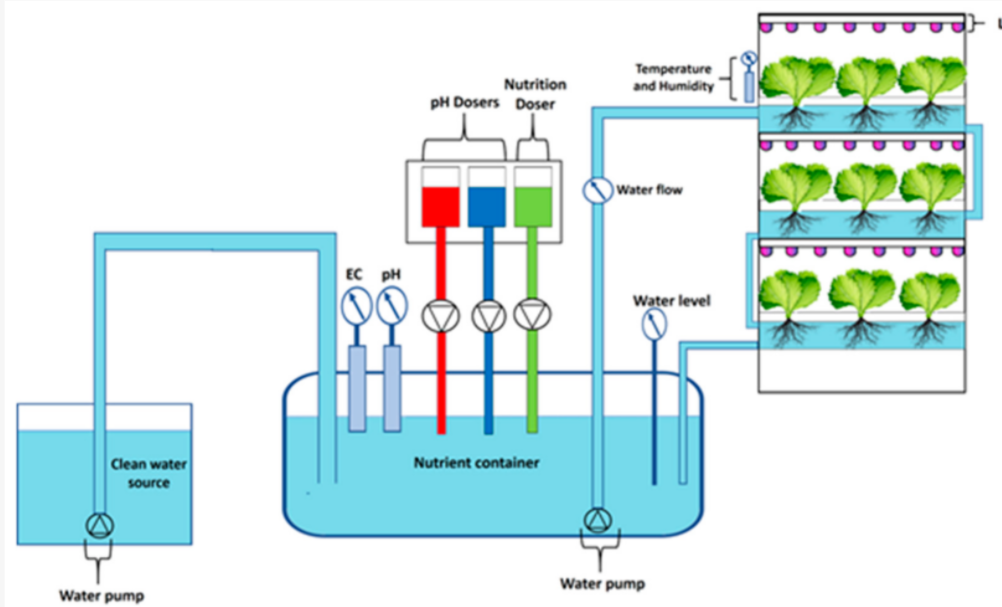 Temperature
and Humidity
Nutrition
Doser
pH Dosers
Water flow
EC
pH
Water level
Clean water
source
Nutrient container
Water pump
Water pump